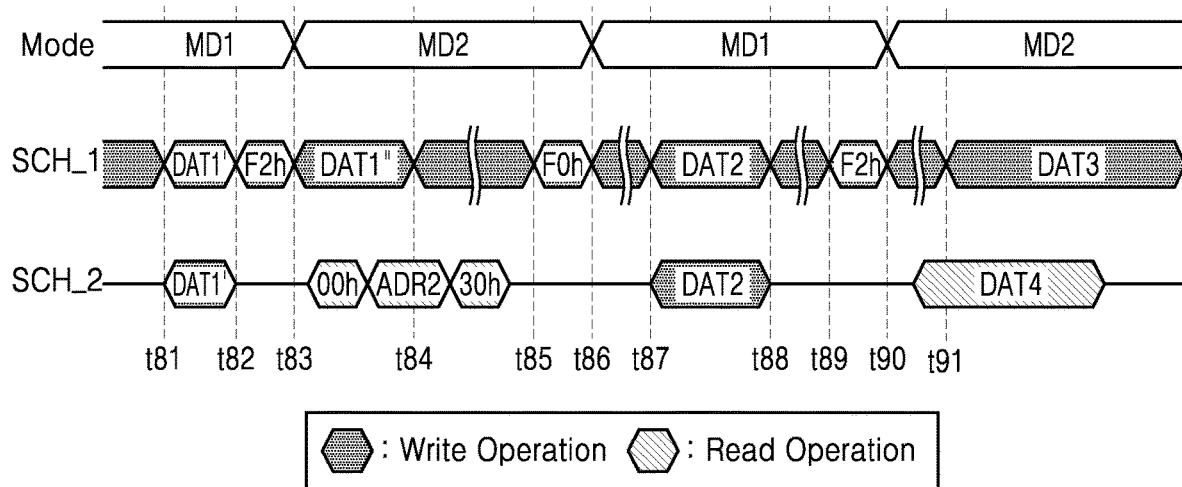 Mode MD1 MD2 MD1 MD2
SCH_1 DAT1' F2h DAT1" F0h DAT2 F2h DAT3
SCH_2 DAT1' 00h ADR2 30h DAT2 DAT4
t81 t82 t83 t84 t85 t86 t87 t88 t89 t90 t91
: Write Operation : Read Operation